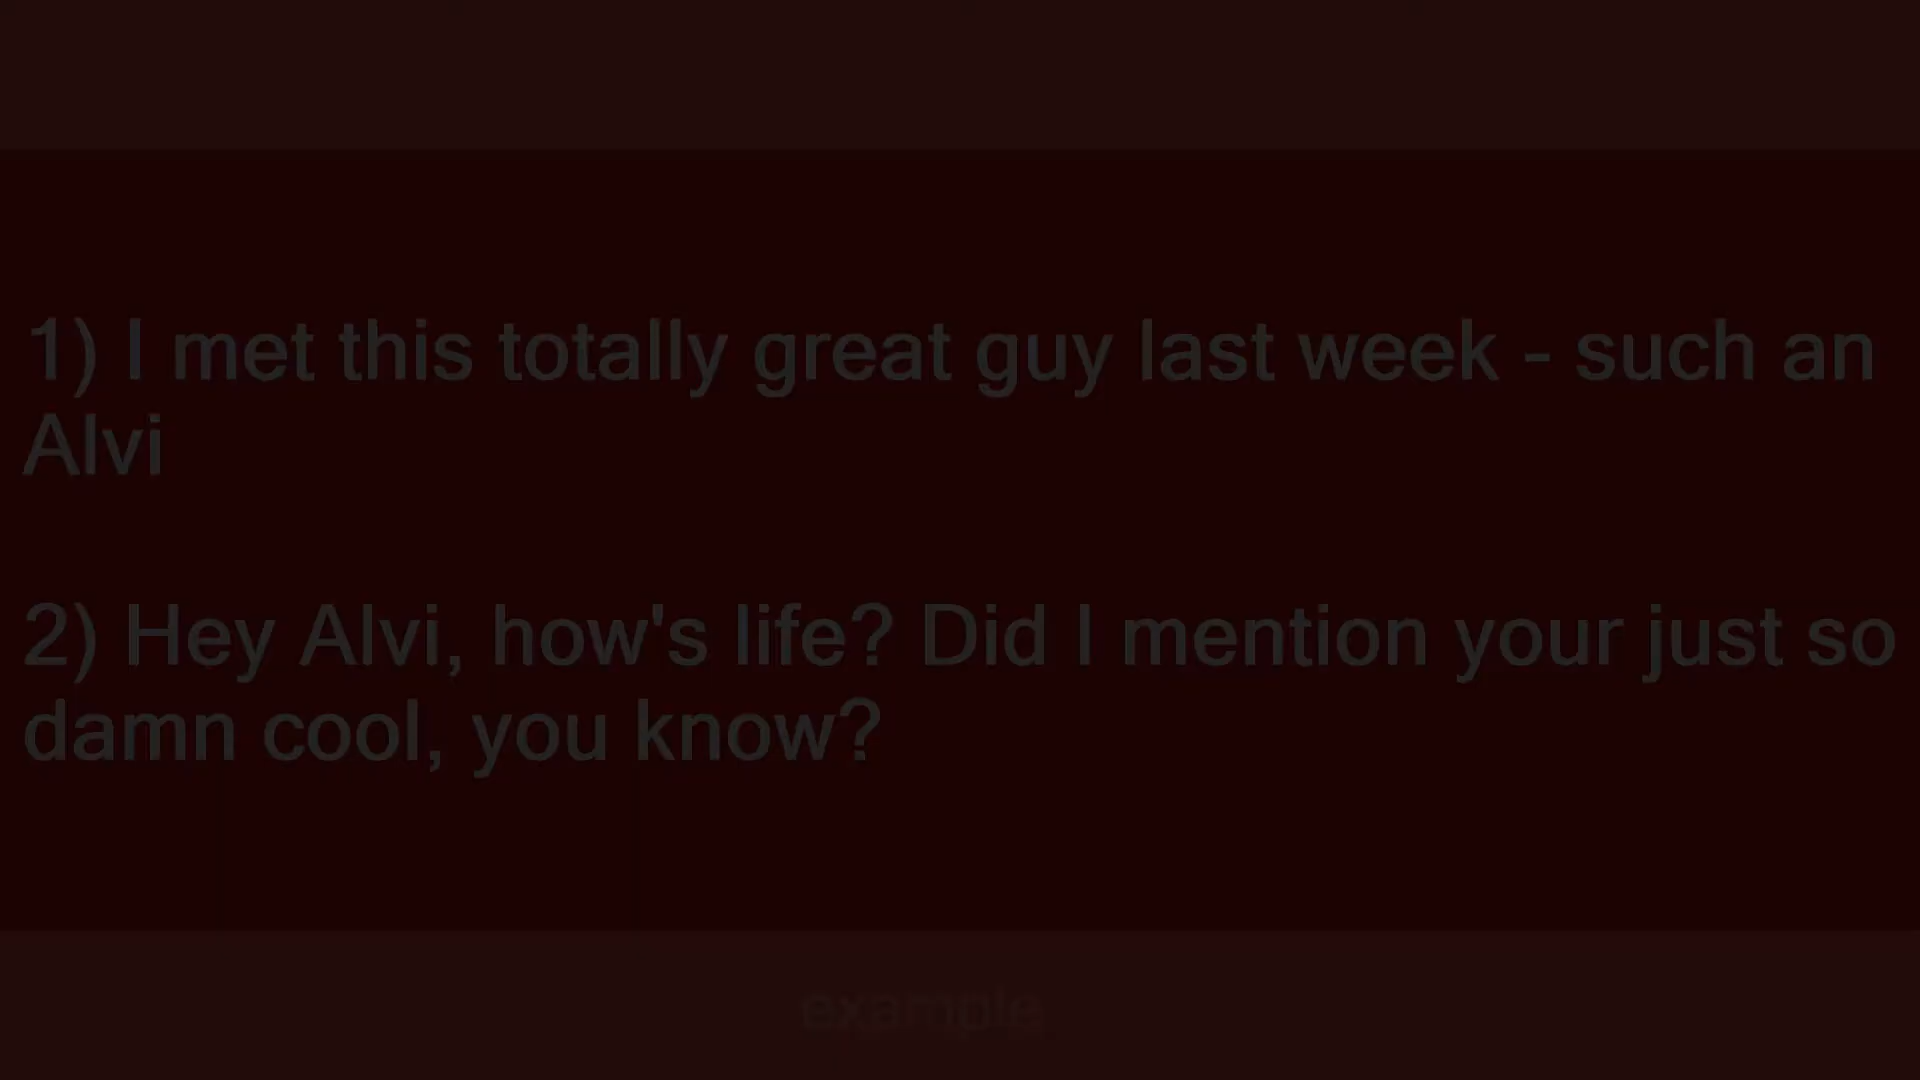 1) I met this totally great guy last week - such an
Alvi
2) Hey Alvi, how's life? Did I mention your just so
damn cool, you know?
example